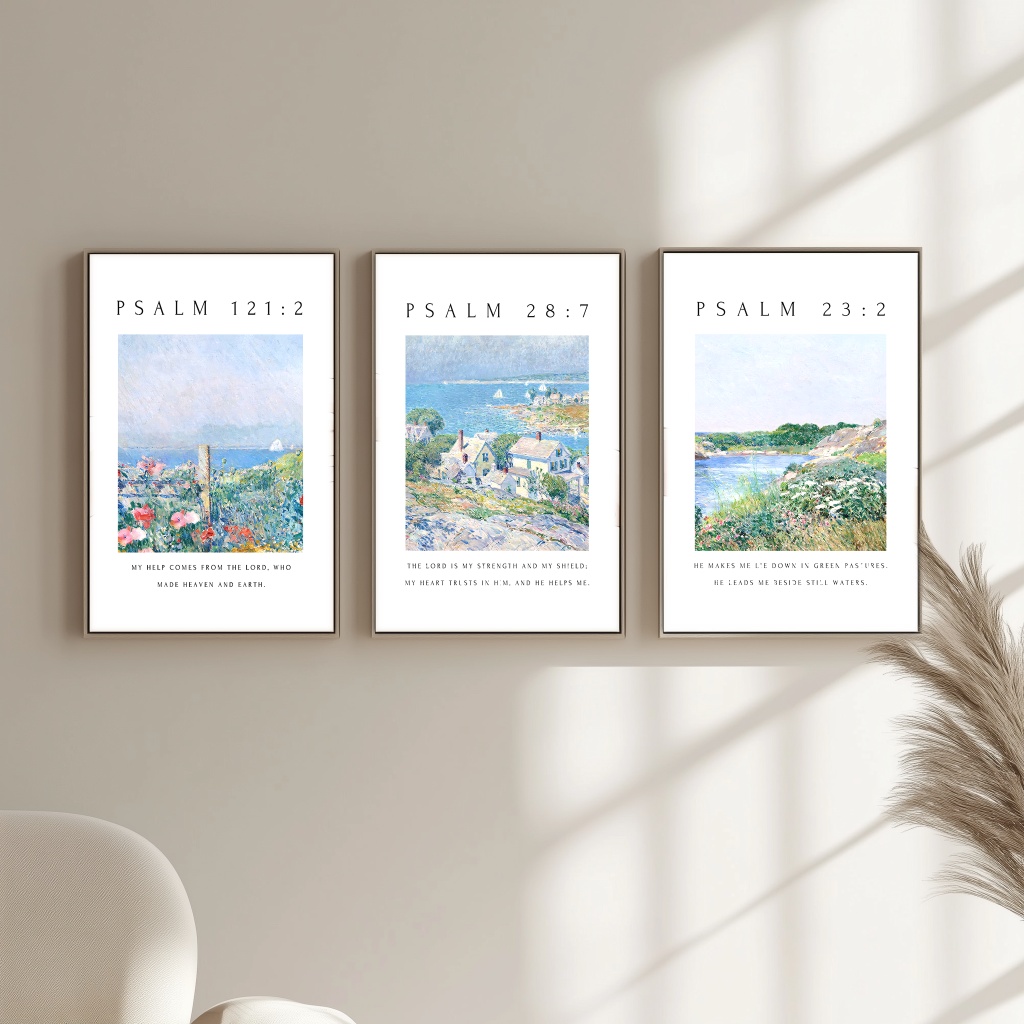 PSALM 121:2
MY HELP COMES FROM THE LORD, WHO
MADE HEAVEN AND EARTH.
PSALM 28:7
THE LORD IS MY STRENGTH AND MY SHIELD;
MY HEART TRUSTS IN HIM, AND HE HELPS ME.
PSALM 23:2
HE MAKES ME LIE DOWN IN GREEN PASTURES.
HE LEADS ME BESIDE STILL WATERS.